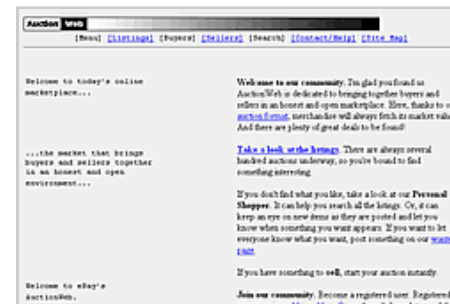 Auction Web
[Menu] [Listings] [Buyers] [Sellers] [Search] [Contact/Help] [Site Map]
Welcome to today's online
marketplace...
Welcome to our community. I'm glad you found us.
AuctionWeb is dedicated to bringing together buyers and
sellers in an honest and open marketplace. Here, thanks to o
auction format, merchandise will always fetch its market valu
And there are plenty of great deals to be found!
...the market that brings
buyers and sellers together
in an honest and open
environment...
Take a look at the listings. There are always several
hundred auctions underway, so you're bound to find
something interesting.
If you don't find what you like, take a look at our Personal
Shopper. It can help you search all the listings. Or, it can
keep an eye on new items as they are posted and let you
know when something you want appears. If you want to let
everyone know what you want, post something on our want
page.
If you have something to sell, start your auction instantly.
Welcome to eBay's
AuctionWeb.
Join our community. Become a registered user. Registered